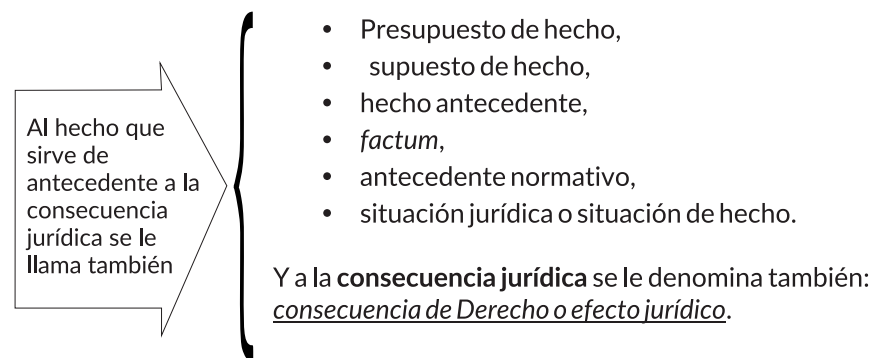 Al hecho que
sirve de
antecedente a la
consecuencia
jurídica se le
llama también
• Presupuesto de hecho,
• supuesto de hecho,
• hecho antecedente,
• factum,
• antecedente normativo,
• situación jurídica o situación de hecho.
Y a la consecuencia jurídica se le denomina también:
consecuencia de Derecho o efecto jurídico.